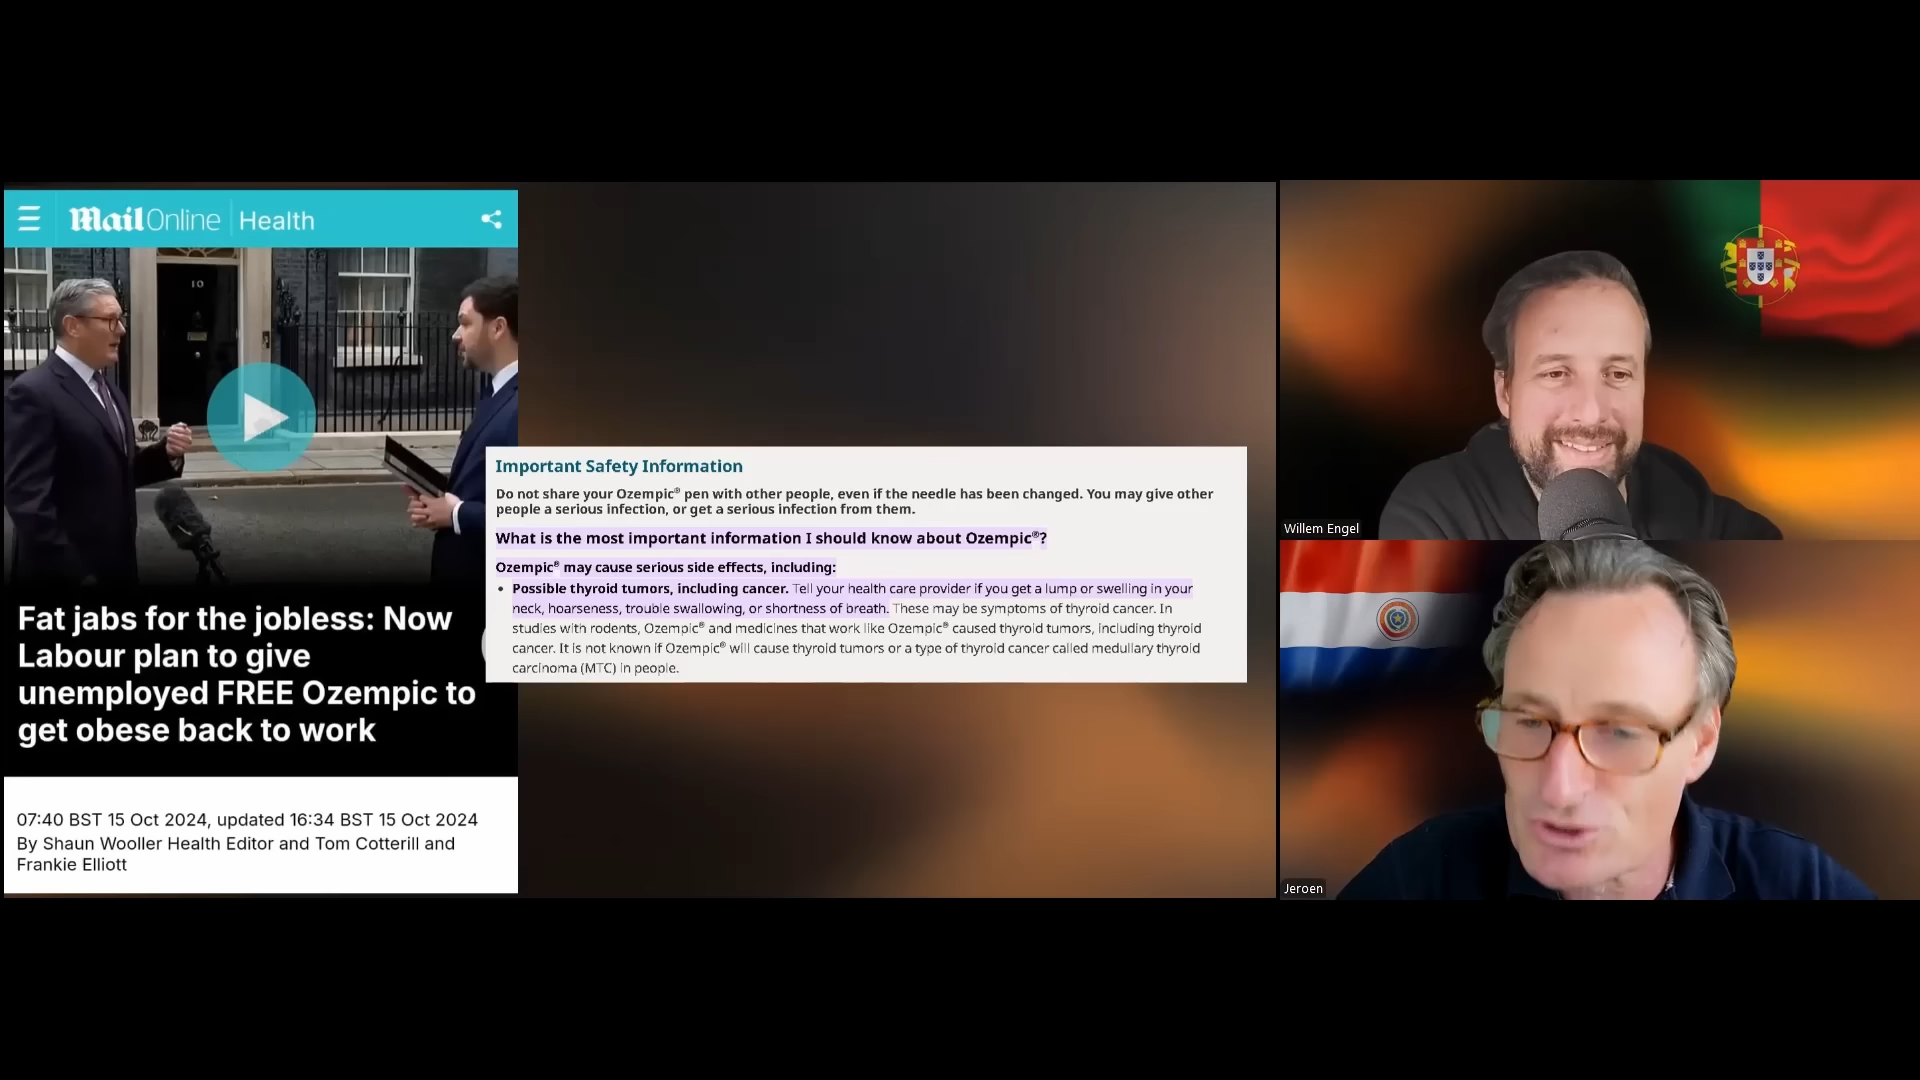 Mail Online Health
10
Fat jabs for the jobless: Now
Labour plan to give
unemployed FREE Ozempic to
get obese back to work
07:40 BST 15 Oct 2024, updated 16:34 BST 15 Oct 2024
By Shaun Wooller Health Editor and Tom Cotterill and
Frankie Elliott
Important Safety Information
Do not share your Ozempic® pen with other people, even if the needle has been changed. You may give other
people a serious infection, or get a serious infection from them.
What is the most important information I should know about Ozempic®?
Ozempic® may cause serious side effects, including:
• Possible thyroid tumors, including cancer. Tell your health care provider if you get a lump or swelling in your
neck, hoarseness, trouble swallowing, or shortness of breath. These may be symptoms of thyroid cancer. In
studies with rodents, Ozempic® and medicines that work like Ozempic® caused thyroid tumors, including thyroid
cancer. It is not known if Ozempic® will cause thyroid tumors or a type of thyroid cancer called medullary thyroid
carcinoma (MTC) in people.
Willem Engel
Jeroen